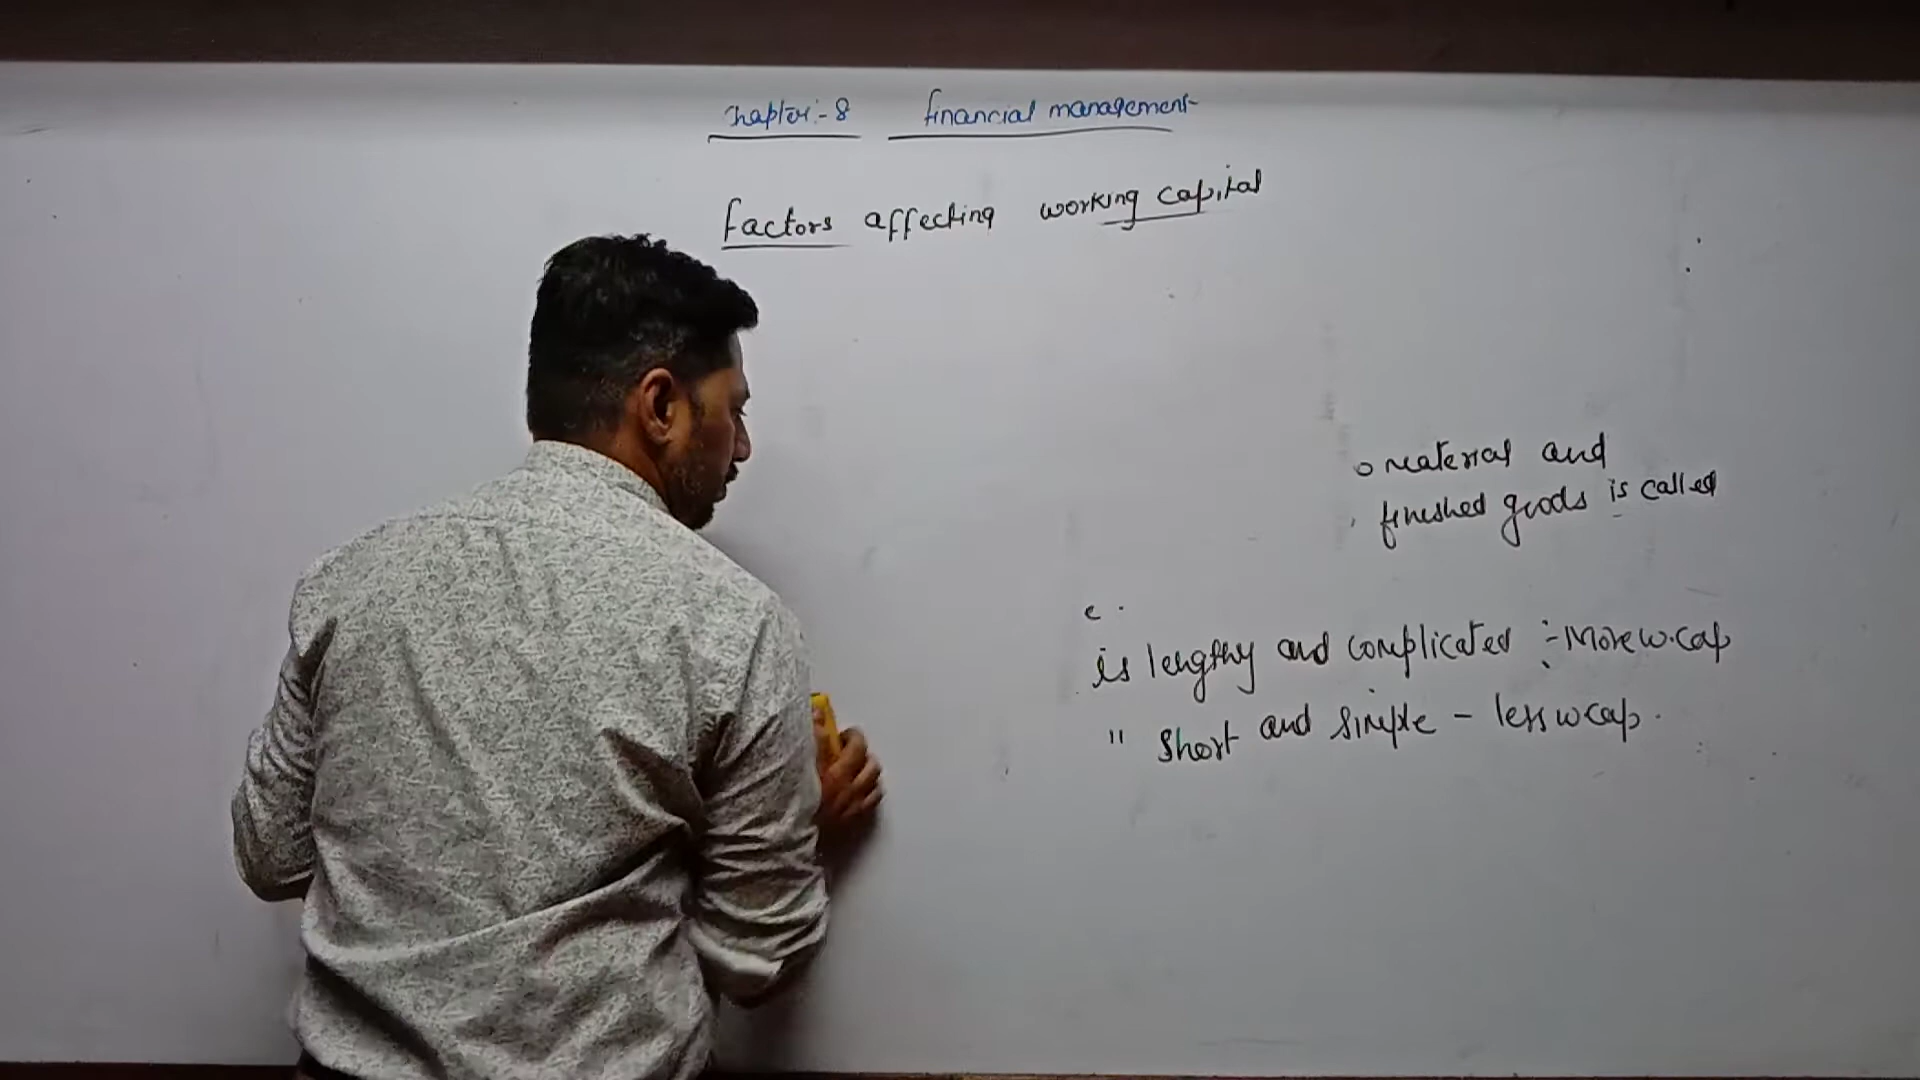 Chapter:- 8 financial management
factors affecting working capital
material and
finished goods is called
is lengthy and complicated :- More w.cap
" Short and simple - less w cap.